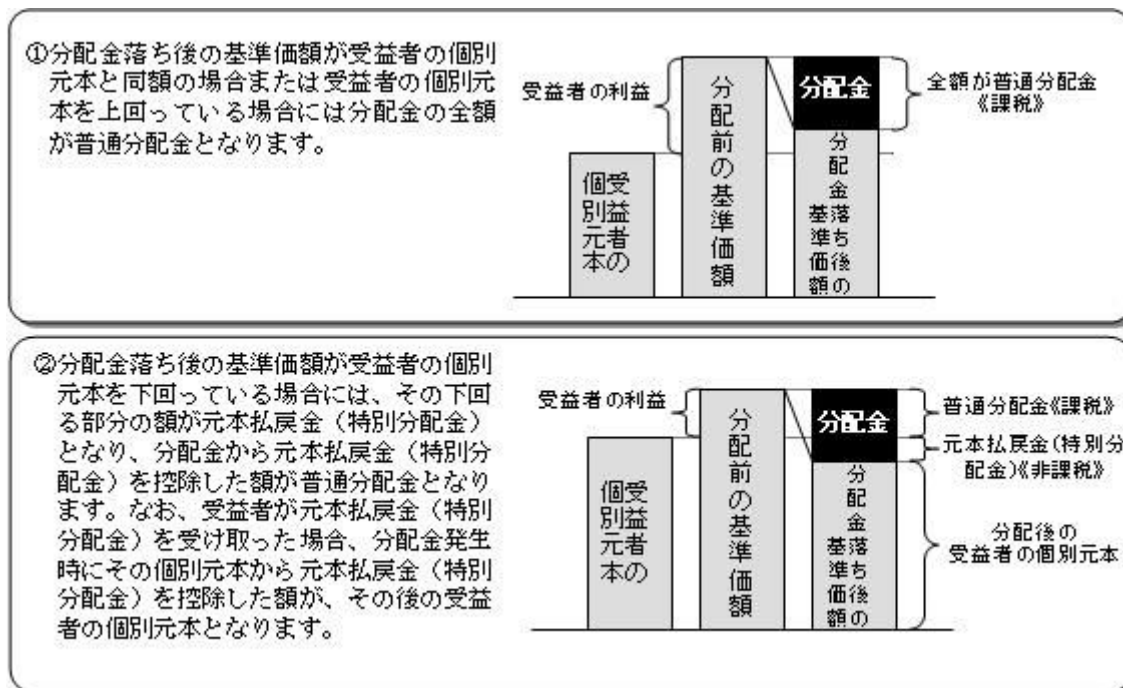 ①分配金落ち後の基準価額が受益者の個別
元本と同額の場合または受益者の個別元
本を上回っている場合には分配金の全額
が普通分配金となります。
受益者の利益
個別元本
受益者の
分配前の基準価額
分配金
分配金落ち後の
基準価額
全額が普通分配金
《課税》
②分配金落ち後の基準価額が受益者の個別
元本を下回っている場合には、その下回
る部分の額が元本払戻金(特別分配金)
となり、分配金から元本払戻金(特別分
配金)を控除した額が普通分配金となり
ます。なお、受益者が元本払戻金(特別
分配金)を受け取った場合、分配金発生
時にその個別元本から元本払戻金(特別
分配金)を控除した額が、その後の受益
者の個別元本となります。
受益者の利益
受益者の
個別元本
分配前の基準価額
分配金
分配金落ち後の
基準価額
普通分配金《課税》
元本払戻金(特別分
配金)《非課税》
分配後の
受益者の個別元本